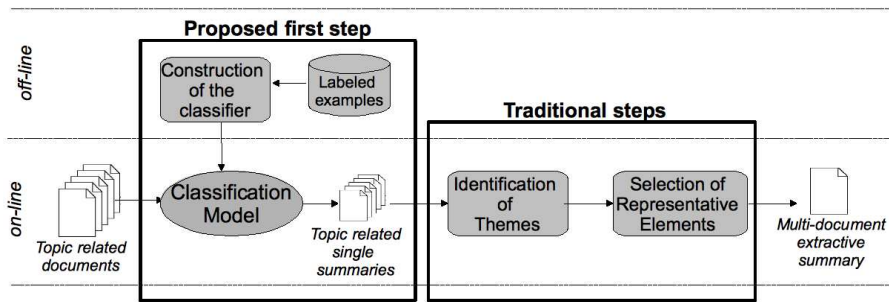 Proposed first step
off-line
Construction
of the
classifier
Labeled
examples
Traditional steps
on-line
Topic related
documents
Classification
Model
Topic related
single
summaries
Identification
of
Themes
Selection of
Representative
Elements
Multi-document
extractive
summary